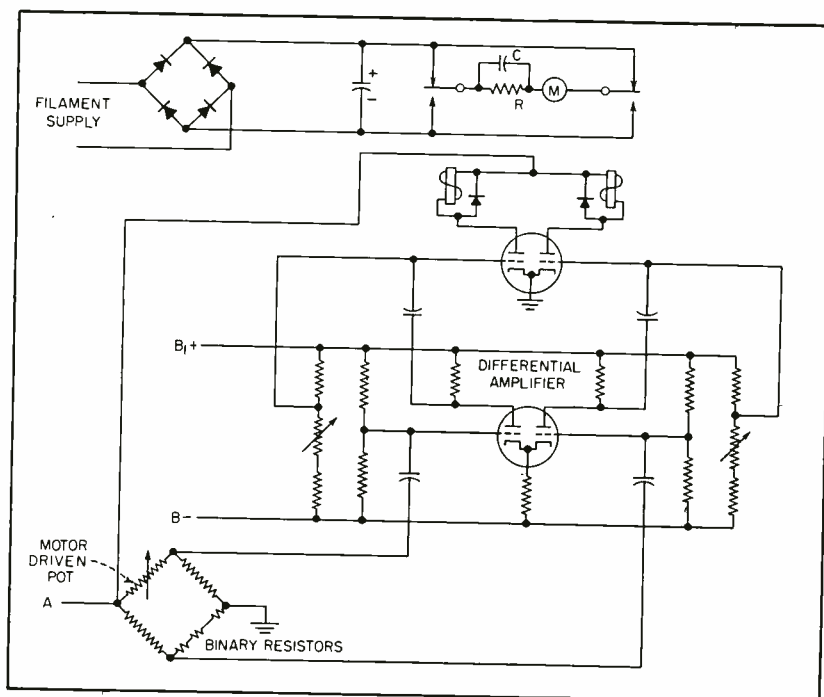 FILAMENT
SUPPLY
+
-
C
R
M
B₁+
DIFFERENTIAL
AMPLIFIER
B-
MOTOR
DRIVEN
POT
A
BINARY RESISTORS